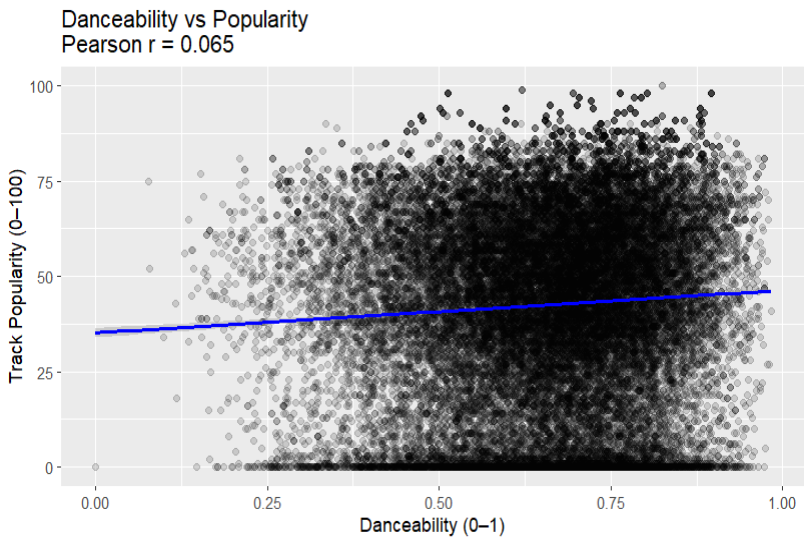 Danceability vs Popularity
Pearson r = 0.065
Track Popularity (0–100)
100
75
50
25
0
0.00 0.25 0.50 0.75 1.00
Danceability (0–1)